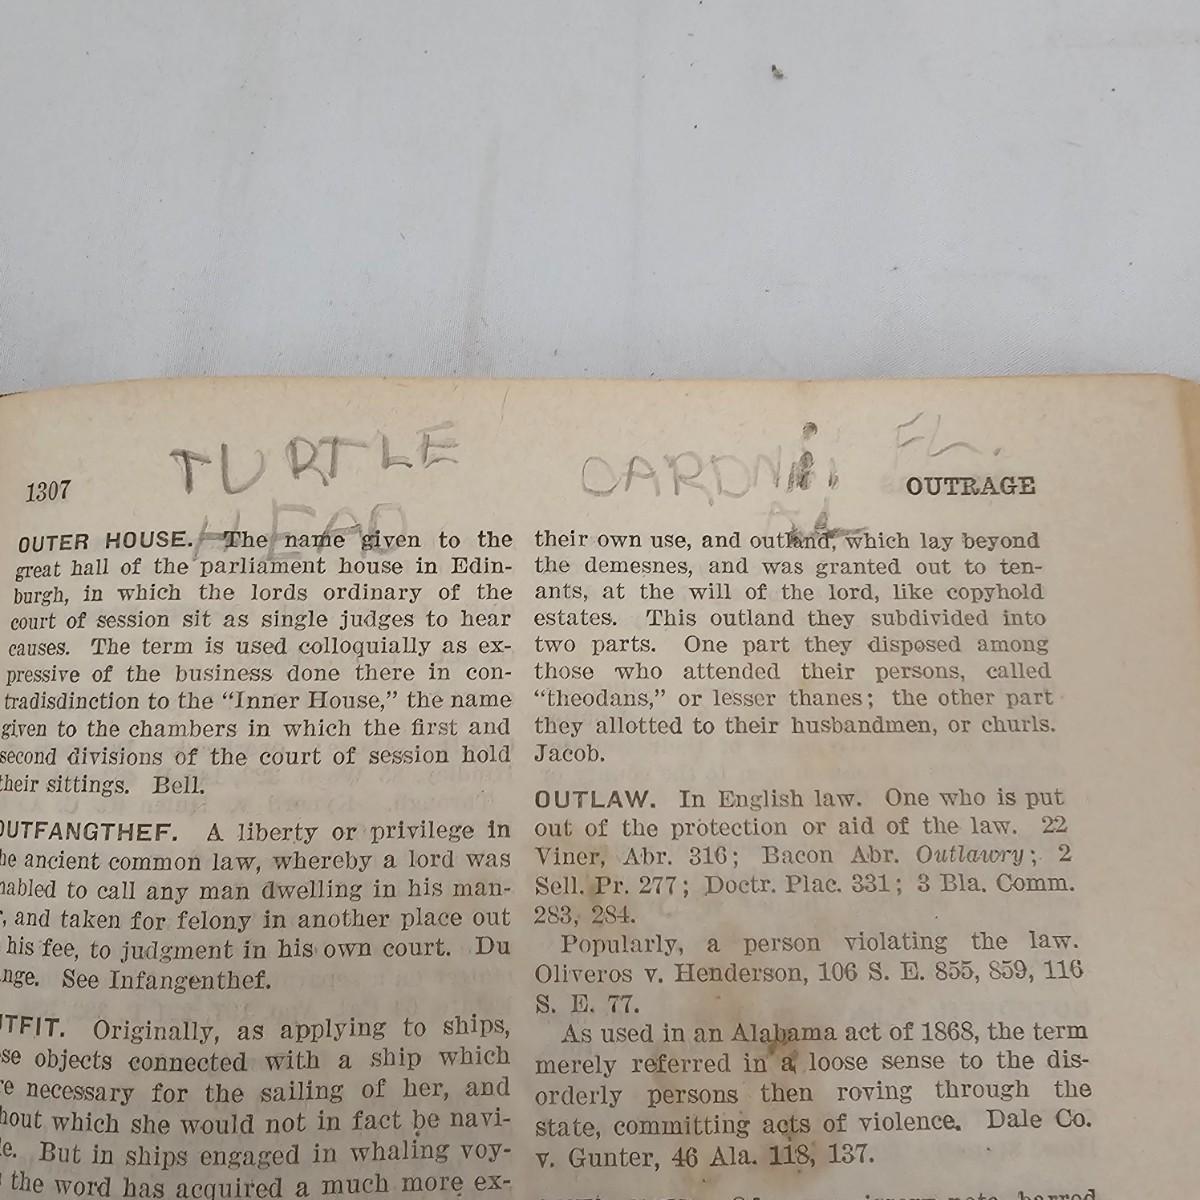 TURTLE
HEAD
FL.
AL
1307
OUTRAGE
OUTER HOUSE. The name given to the
great hall of the parliament house in Edin-
burgh, in which the lords ordinary of the
court of session sit as single judges to hear
causes. The term is used colloquially as ex-
pressive of the business done there in con-
tradisdinction to the "Inner House," the name
given to the chambers in which the first and
second divisions of the court of session hold
their sittings. Bell.
OUTFANGTHEF. A liberty or privilege in
he ancient common law, whereby a lord was
nabled to call any man dwelling in his man-
, and taken for felony in another place out
his fee, to judgment in his own court. Du
nge. See Infangenthef.
TFIT. Originally, as applying to ships,
se objects connected with a ship which
e necessary for the sailing of her, and
hout which she would not in fact be navi-
e. But in ships engaged in whaling voy-
the word has acquired a much more ex-
their own use, and outland, which lay beyond
the demesnes, and was granted out to ten-
ants, at the will of the lord, like copyhold
estates. This outland they subdivided into
two parts. One part they disposed among
those who attended their persons, called
"theodans," or lesser thanes; the other part
they allotted to their husbandmen, or churls.
Jacob.
OUTLAW. In English law. One who is put
out of the protection or aid of the law. 22
Viner, Abr. 316; Bacon Abr. Outlawry; 2
Sell. Pr. 277; Doctr. Plac. 331; 3 Bla. Comm.
283, 284.
Popularly, a person violating the law.
Oliveros v. Henderson, 106 S. E. 855, 859, 116
S. E. 77.
As used in an Alabama act of 1868, the term
merely referred in a loose sense to the dis-
orderly persons then roving through the
state, committing acts of violence. Dale Co.
v. Gunter, 46 Ala. 118, 137.